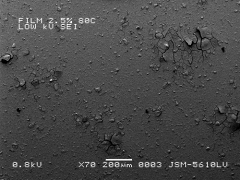 FILM 2.5% 80C
LOW kV SEI
0.8kV X70 200µm 0003 JSM-5610LV